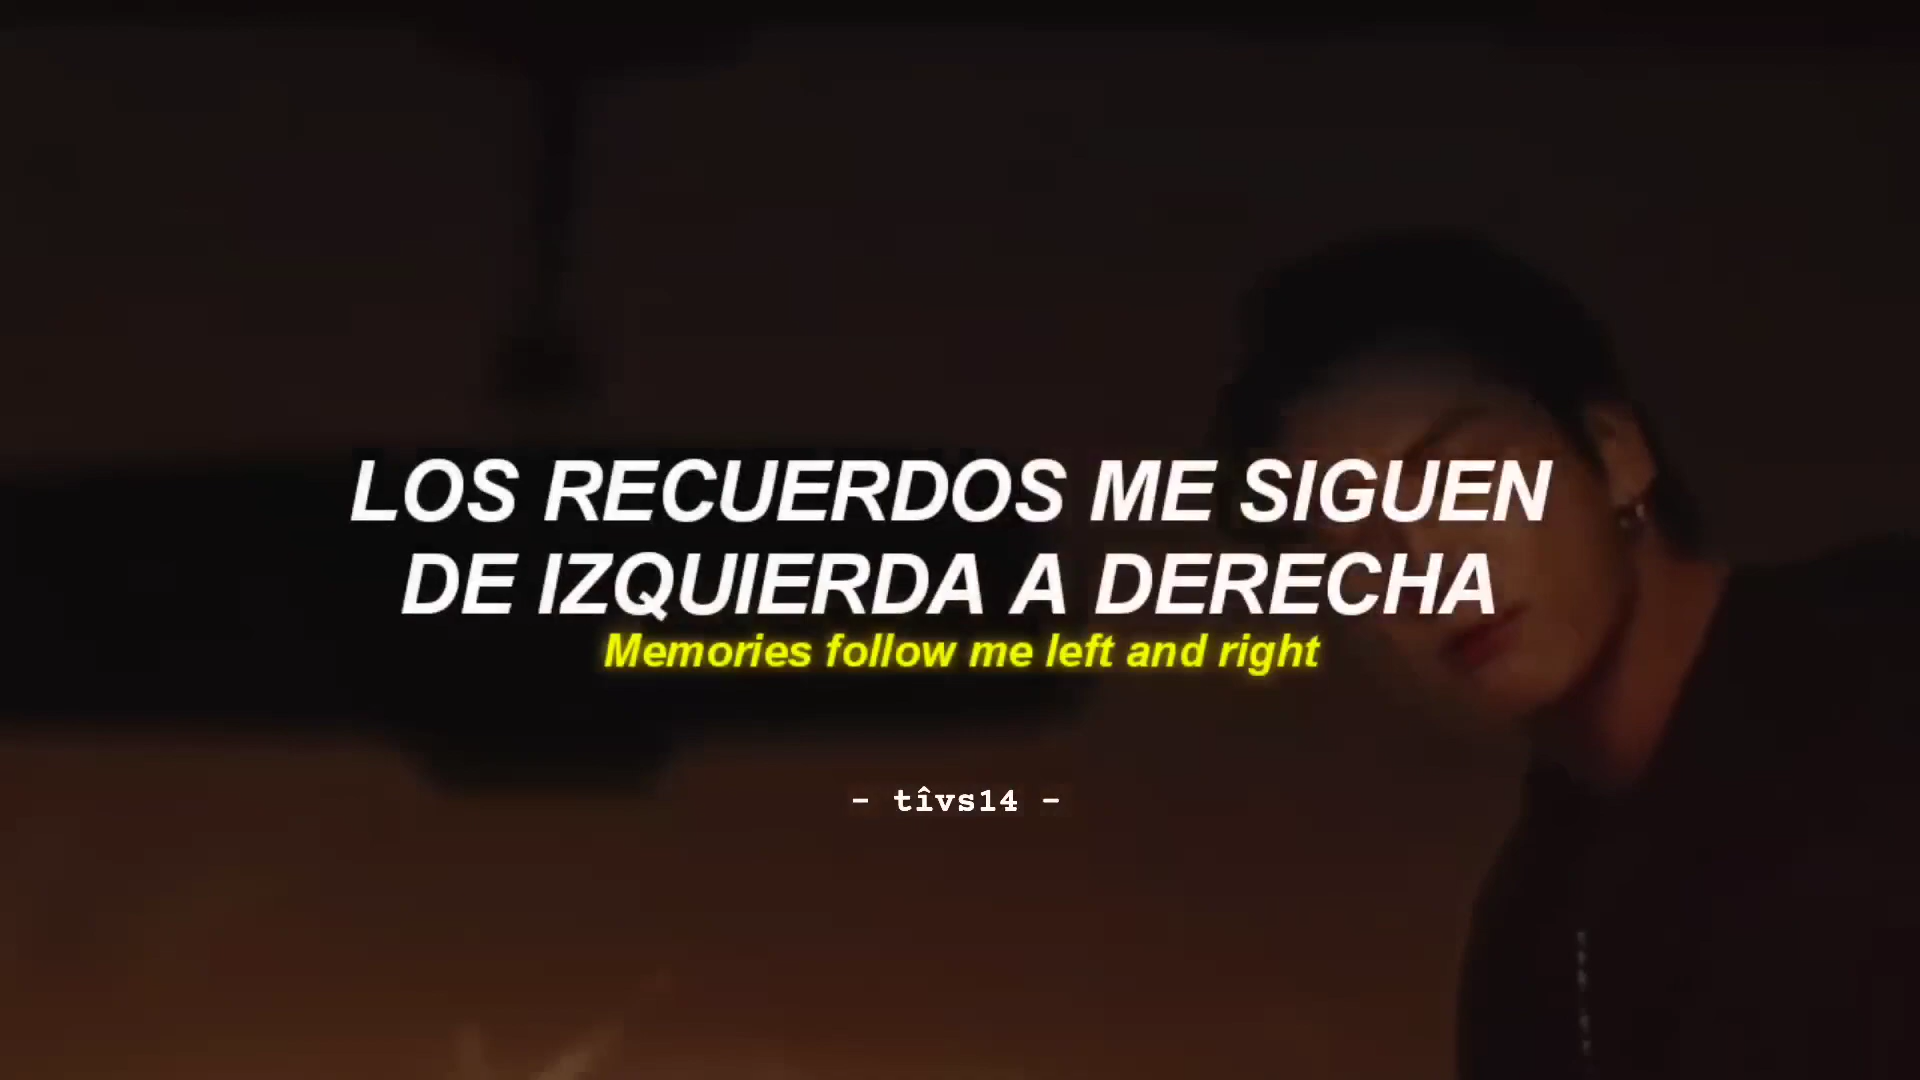 LOS RECUERDOS ME SIGUEN
DE IZQUIERDA A DERECHA
Memories follow me left and right
- tîvs14 -